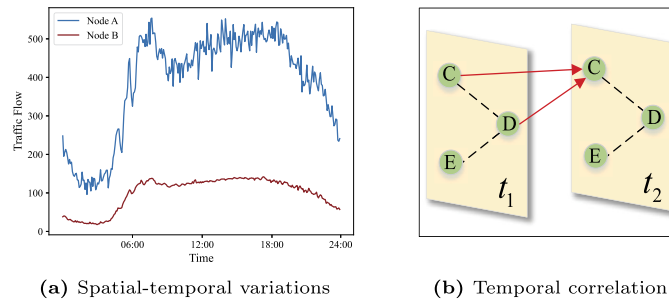 Node A
Node B
500
400
300
200
100
0
Traffic Flow
06:00
12:00
18:00
24:00
Time
(a) Spatial-temporal variations
C
D
E
t1
C
D
E
t2
(b) Temporal correlation